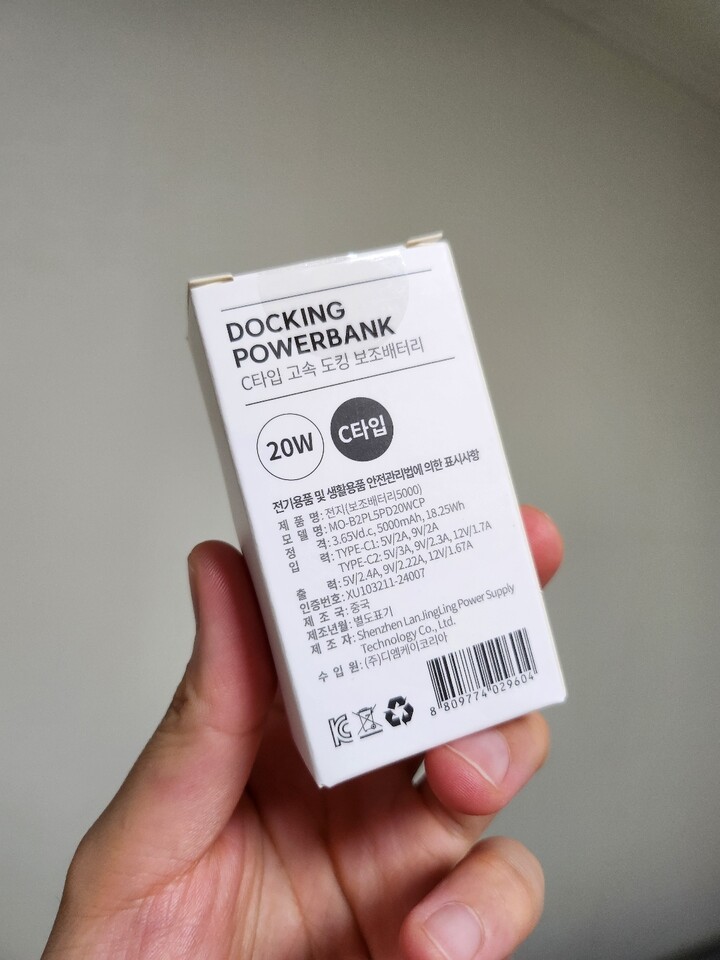 DOCKING
POWERBANK
C타입 고속 도킹 보조배터리
20W
C타입
전기용품 및 생활용품 안전관리법에 의한 표시사항
제 품 명: 전지(보조배터리5000)
모 델 명: MO-B2PL5PD20WCP
정 격: 3.65Vd.c, 5000mAh, 18.25Wh
입 력: TYPE-C1: 5V/2A, 9V/2A
TYPE-C2: 5V/3A, 9V/2.3A, 12V/1.7A
출 력: 5V/2.4A, 9V/2.22A, 12V/1.67A
인증번호: XU103211-24007
제 조 국: 중국
제조년월: 별도표기
제 조 자: Shenzhen LanJingLing Power Supply
Technology Co., Ltd.
수 입 원: (주)디엠케이코리아
8 809774 029604